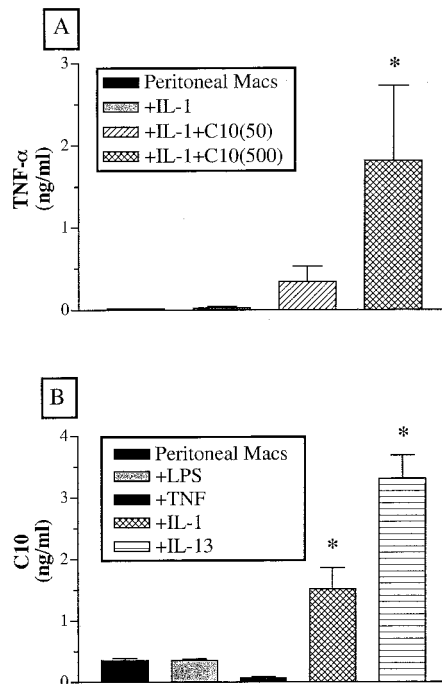 A
3
2
1
0
TNF-α
(ng/ml)
Peritoneal Macs
+IL-1
+IL-1+C10(50)
+IL-1+C10(500)
*
B
4
3
2
1
0
C10
(ng/ml)
Peritoneal Macs
+LPS
+TNF
+IL-1
+IL-13
*
*